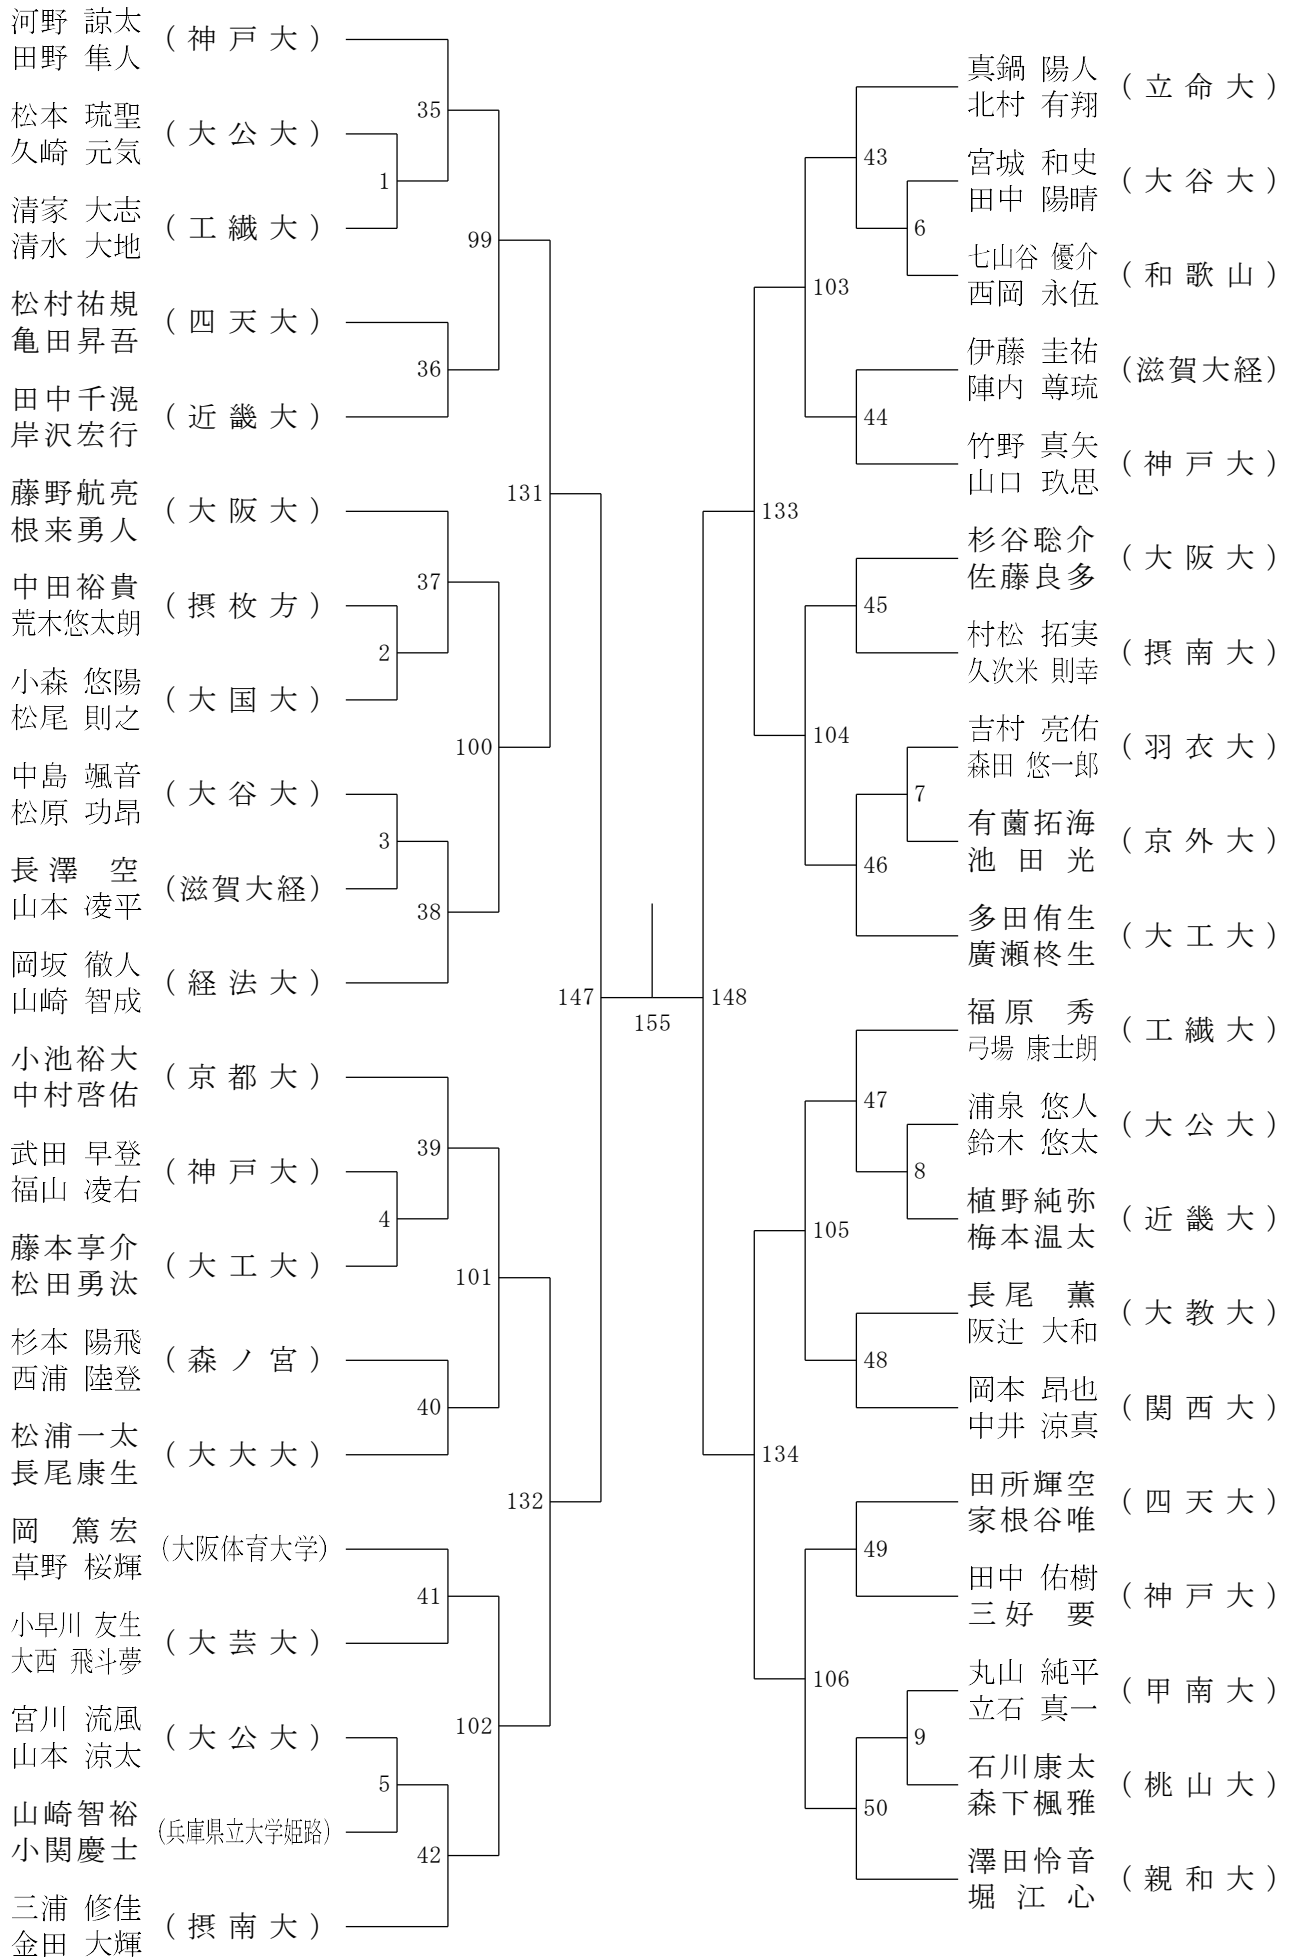 河野 諒太
田野 隼人
(神戸大)
松本 琉聖
久崎 元気
(大公大)
清家 大志
清水 大地
(工繊大)
松村祐規
亀田昇吾
(四天大)
田中千滉
岸沢宏行
(近畿大)
藤野航亮
根来勇人
(大阪大)
中田裕貴
荒木悠太朗
(摂枚方)
小森 悠陽
松尾 則之
(大国大)
中島 颯音
松原 功昂
(大谷大)
長澤 空
山本 凌平
(滋賀大経)
岡坂 徹人
山崎 智成
(経法大)
小池裕大
中村啓佑
(京都大)
武田 早登
福山 凌右
(神戸大)
藤本享介
松田勇汰
(大工大)
杉本 陽飛
西浦 陸登
(森ノ宮)
松浦一太
長尾康生
(大大大)
岡 篤宏
草野 桜輝
(大阪体育大学)
小早川 友生
大西 飛斗夢
(大芸大)
宮川 流風
山本 涼太
(大公大)
山崎智裕
小関慶士
(兵庫県立大学姫路)
三浦 修佳
金田 大輝
(摂南大)
35
1
99
36
131
37
2
100
3
38
147
39
4
101
40
132
41
102
5
42
155
148
43
6
103
44
133
45
104
7
46
47
8
105
48
134
49
106
9
50
真鍋 陽人
北村 有翔
(立命大)
宮城 和史
田中 陽晴
(大谷大)
七山谷 優介
西岡 永伍
(和歌山)
伊藤 圭祐
陣内 尊琉
(滋賀大経)
竹野 真矢
山口 玖思
(神戸大)
杉谷聡介
佐藤良多
(大阪大)
村松 拓実
久次米 則幸
(摂南大)
吉村 亮佑
森田 悠一郎
(羽衣大)
有薗拓海
池田光
(京外大)
多田侑生
廣瀬柊生
(大工大)
福原 秀
弓場 康士朗
(工繊大)
浦泉 悠人
鈴木 悠太
(大公大)
植野純弥
梅本温太
(近畿大)
長尾 薫
阪辻 大和
(大教大)
岡本 昂也
中井 涼真
(関西大)
田所輝空
家根谷唯
(四天大)
田中 佑樹
三好 要
(神戸大)
丸山 純平
立石 真一
(甲南大)
石川康太
森下楓雅
(桃山大)
澤田怜音
堀江心
(親和大)